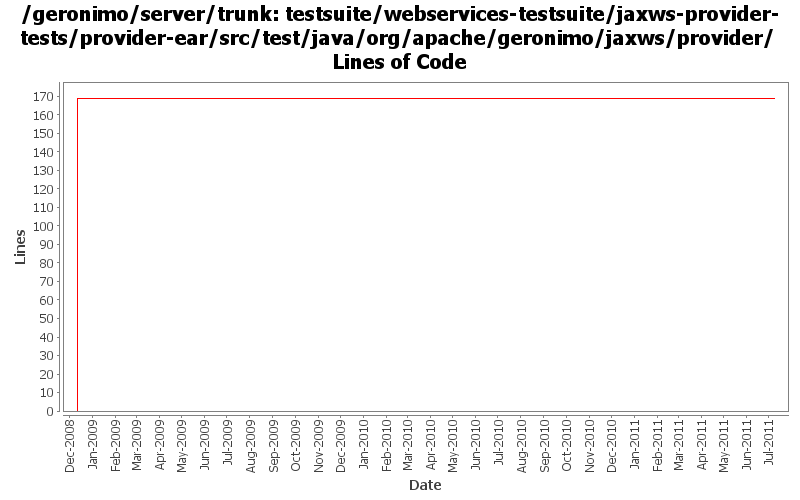 /geronimo/server/trunk: testsuite/webservices-testsuite/jaxws-provider-
tests/provider-ear/src/test/java/org/apache/geronimo/jaxws/provider/
Lines of Code
170
160
150
140
130
120
110
100
90
80
70
60
50
40
30
20
10
0
Lines
Dec-2008
Jan-2009
Feb-2009
Mar-2009
Apr-2009
May-2009
Jun-2009
Jul-2009
Aug-2009
Sep-2009
Oct-2009
Nov-2009
Dec-2009
Jan-2010
Feb-2010
Mar-2010
Apr-2010
May-2010
Jun-2010
Jul-2010
Aug-2010
Sep-2010
Oct-2010
Nov-2010
Dec-2010
Jan-2011
Feb-2011
Mar-2011
Apr-2011
May-2011
Jun-2011
Jul-2011
Date